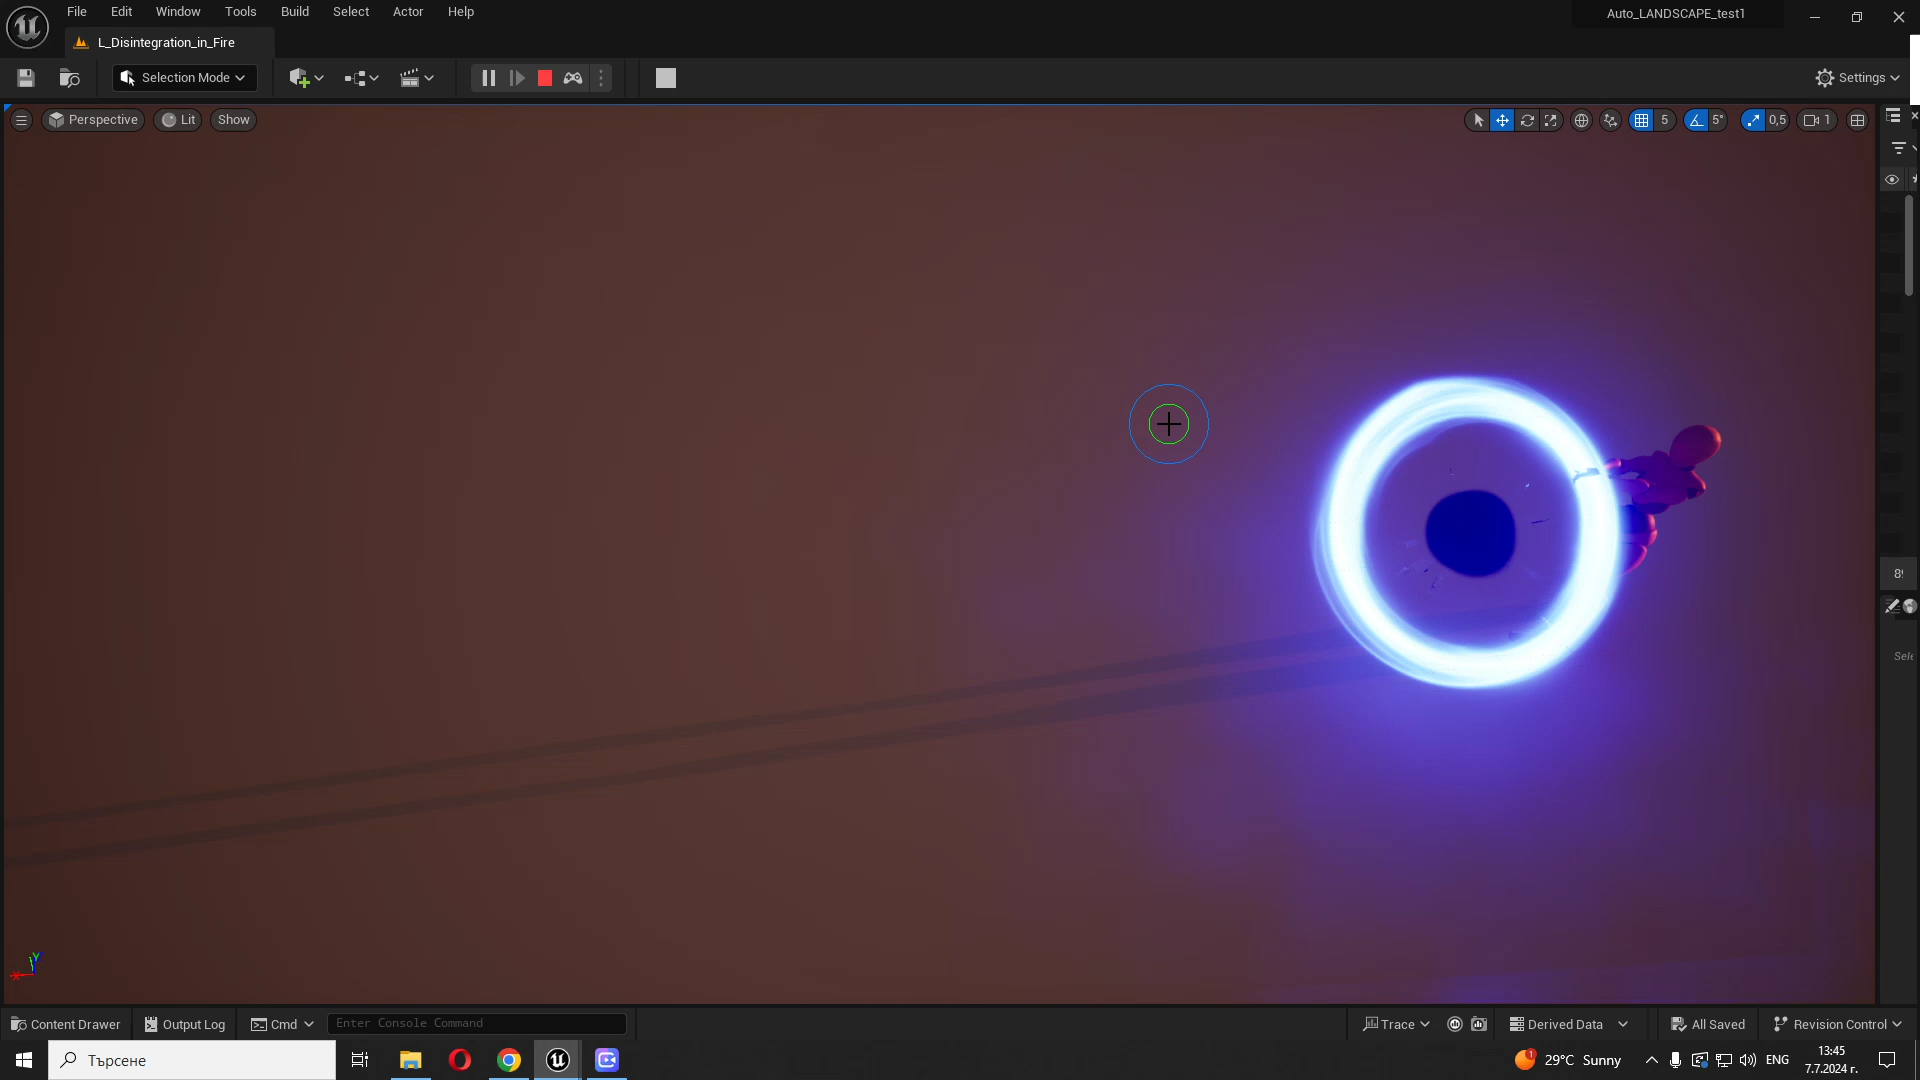 File Edit Window Tools Build Select Actor Help
Auto_LANDSCAPE_test1
L_Disintegration_in_Fire
Selection Mode
Settings
Perspective Lit Show
5 5° 0,5 1
Y
X
Content Drawer Output Log Cmd Enter Console Command Trace Derived Data All Saved Revision Control
Търсене
1 29°C Sunny ENG
13:45
7.7.2024 г.